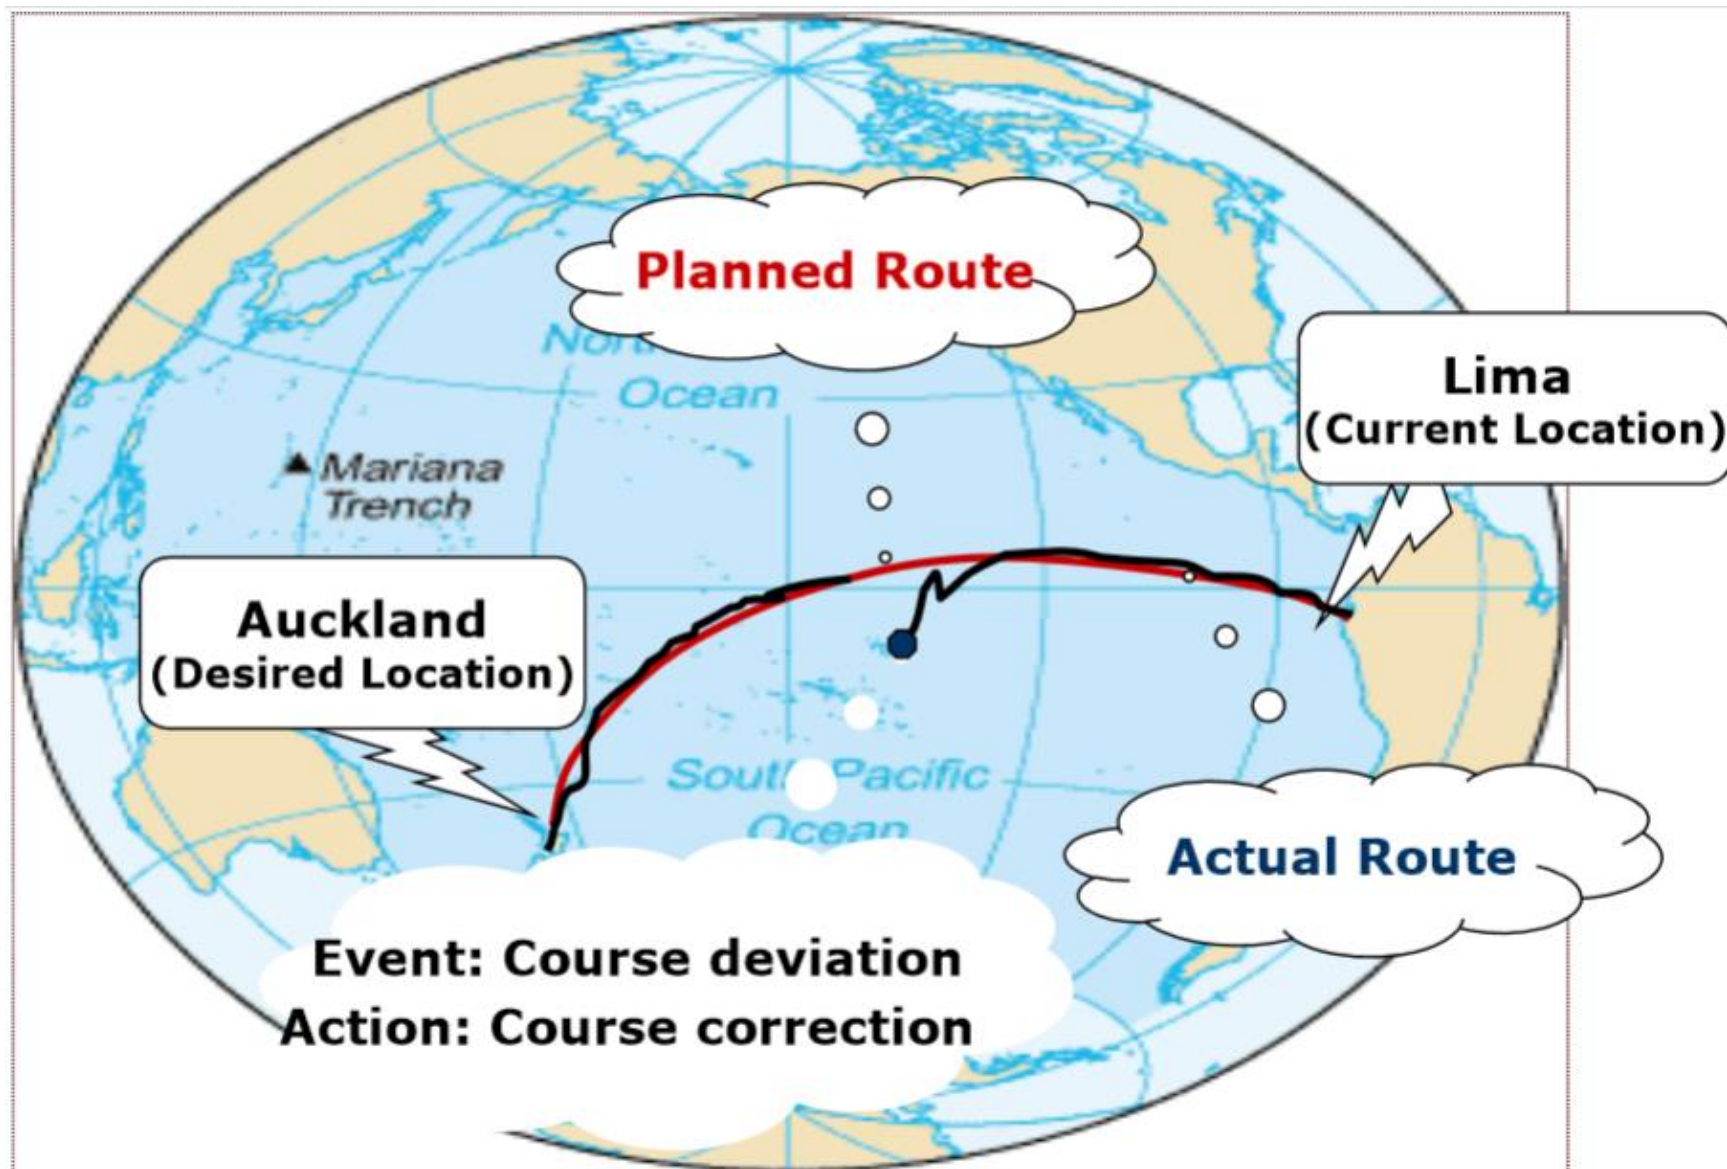 Planned Route
Ocean
Lima
(Current Location)
Mariana
Trench
Auckland
(Desired Location)
South Pacific
Ocean
Actual Route
Event: Course deviation
Action: Course correction